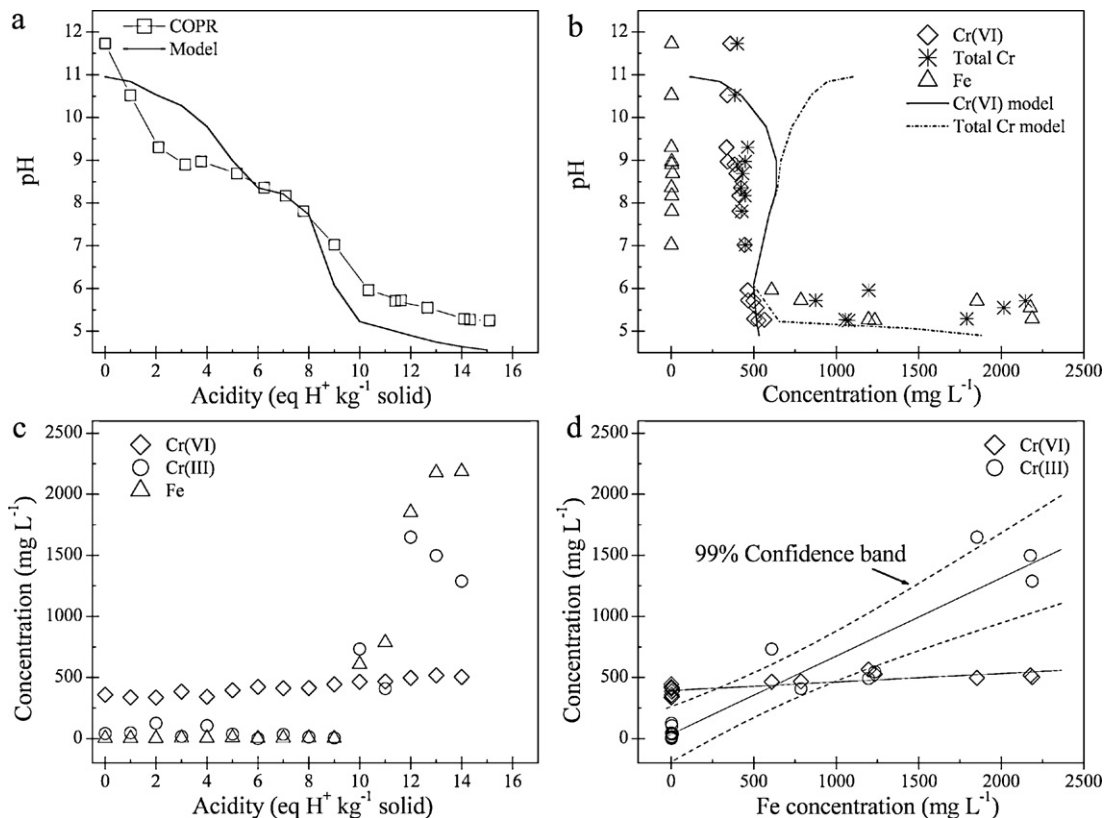 a
COPR
Model
pH
12
11
10
9
8
7
6
5
0 2 4 6 8 10 12 14 16
Acidity (eq H⁺ kg⁻¹ solid)
b
Cr(VI)
Total Cr
Fe
Cr(VI) model
Total Cr model
pH
12
11
10
9
8
7
6
5
0 500 1000 1500 2000 2500
Concentration (mg L⁻¹)
c
Cr(VI)
Cr(III)
Fe
Concentration (mg L⁻¹)
2500
2000
1500
1000
500
0
0 2 4 6 8 10 12 14 16
Acidity (eq H⁺ kg⁻¹ solid)
d
Cr(VI)
Cr(III)
99% Confidence band
Concentration (mg L⁻¹)
2500
2000
1500
1000
500
0
0 500 1000 1500 2000 2500
Fe concentration (mg L⁻¹)